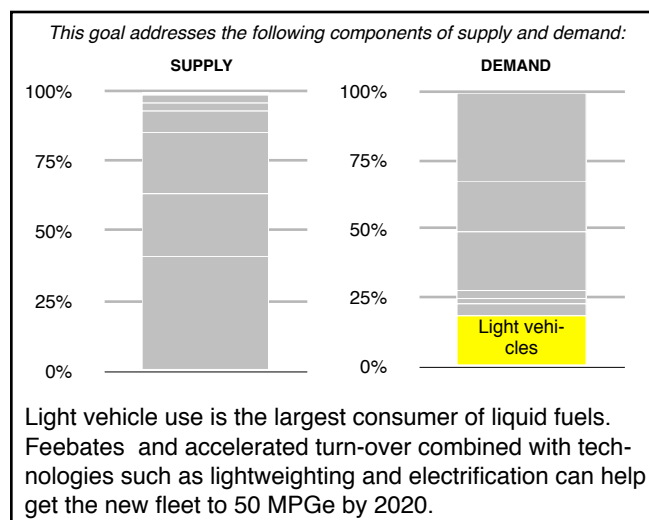 This goal addresses the following components of supply and demand:
SUPPLY
100%
75%
50%
25%
0%
DEMAND
100%
75%
50%
25%
0%
Light vehi-
cles
Light vehicle use is the largest consumer of liquid fuels.
Feebates  and accelerated turn-over combined with tech-
nologies such as lightweighting and electrification can help
get the new fleet to 50 MPGe by 2020.